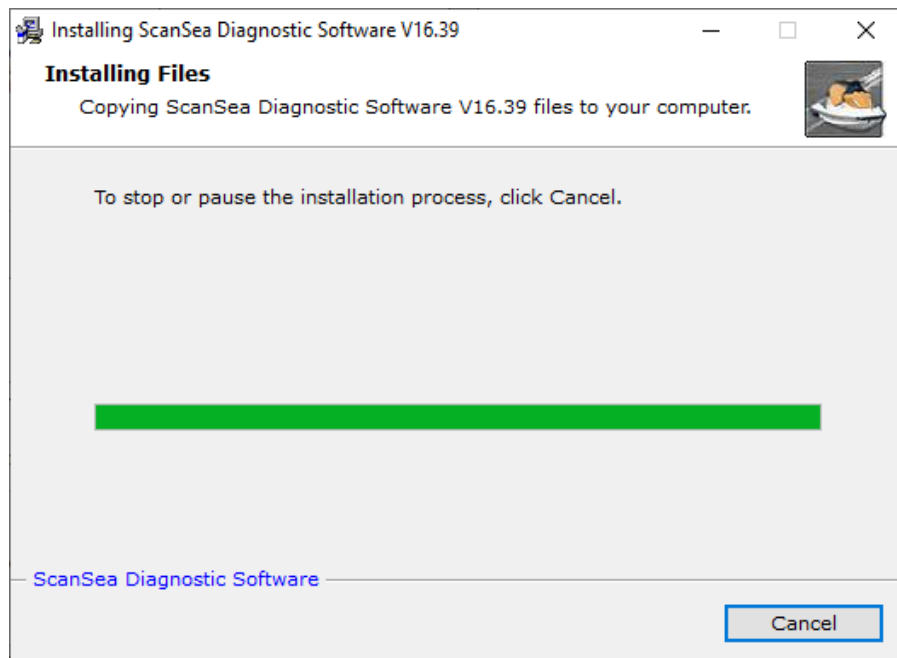 Installing ScanSea Diagnostic Software V16.39
Installing Files
Copying ScanSea Diagnostic Software V16.39 files to your computer.
To stop or pause the installation process, click Cancel.
ScanSea Diagnostic Software
Cancel